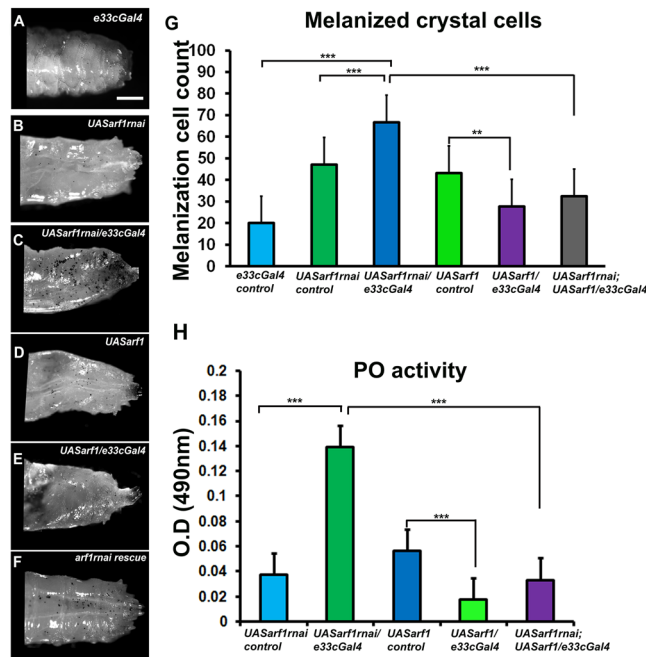 A
e33cGal4
B
UASarf1rnai
C
UASarf1rnai/e33cGal4
D
UASarf1
E
UASarf1/e33cGal4
F
arf1rnai rescue
G
Melanized crystal cells
Melanization cell count
100
90
80
70
60
50
40
30
20
10
0
***
***
***
**
e33cGal4
control
UASarf1rnai
control
UASarf1rnai/
e33cGal4
UASarf1
control
UASarf1/
e33cGal4
UASarf1rnai;
UASarf1/e33cGal4
H
PO activity
O.D (490nm)
0.2
0.18
0.16
0.14
0.12
0.1
0.08
0.06
0.04
0.02
0
***
***
***
UASarf1rnai
control
UASarf1rnai/
e33cGal4
UASarf1
control
UASarf1/
e33cGal4
UASarf1rnai;
UASarf1/e33cGal4